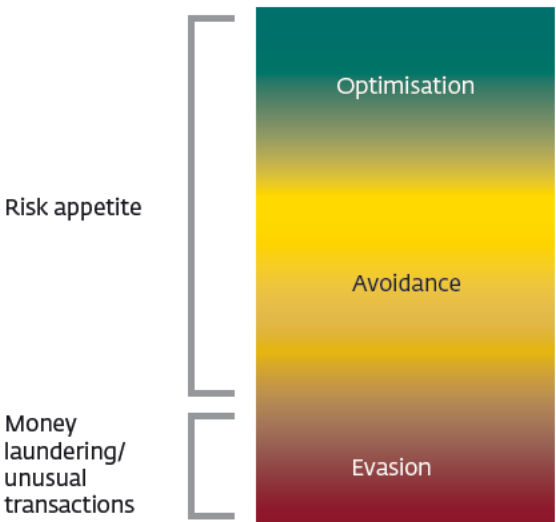 Optimisation
Risk appetite
Avoidance
Money
laundering/
unusual
transactions
Evasion